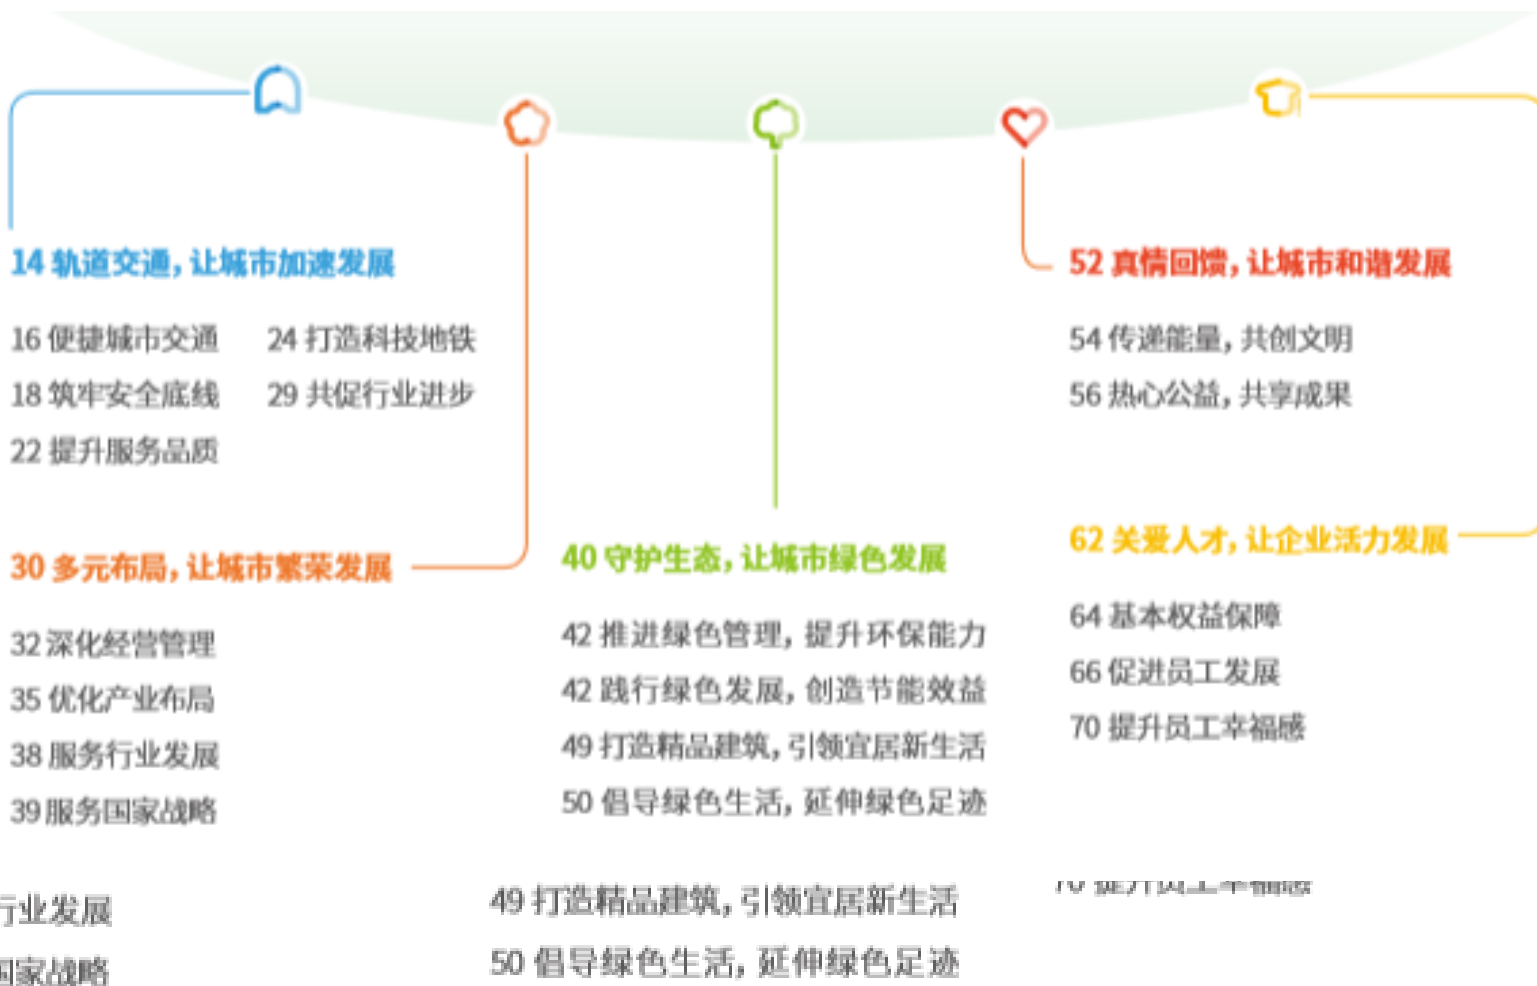 14 轨道交通，让城市加速发展
16 便捷城市交通
18 筑牢安全底线
22 提升服务品质
24 打造科技地铁
29 共促行业进步
30 多元布局，让城市繁荣发展
32 深化经营管理
35 优化产业布局
38 服务行业发展
39 服务国家战略
40 守护生态，让城市绿色发展
42 推进绿色管理，提升环保能力
42 践行绿色发展，创造节能效益
49 打造精品建筑，引领宜居新生活
50 倡导绿色生活，延伸绿色足迹
52 真情回馈，让城市和谐发展
54 传递能量，共创文明
56 热心公益，共享成果
62 关爱人才，让企业活力发展
64 基本权益保障
66 促进员工发展
70 提升员工幸福感
行业发展
国家战略
49 打造精品建筑，引领宜居新生活
50 倡导绿色生活，延伸绿色足迹
70 提升员工幸福感